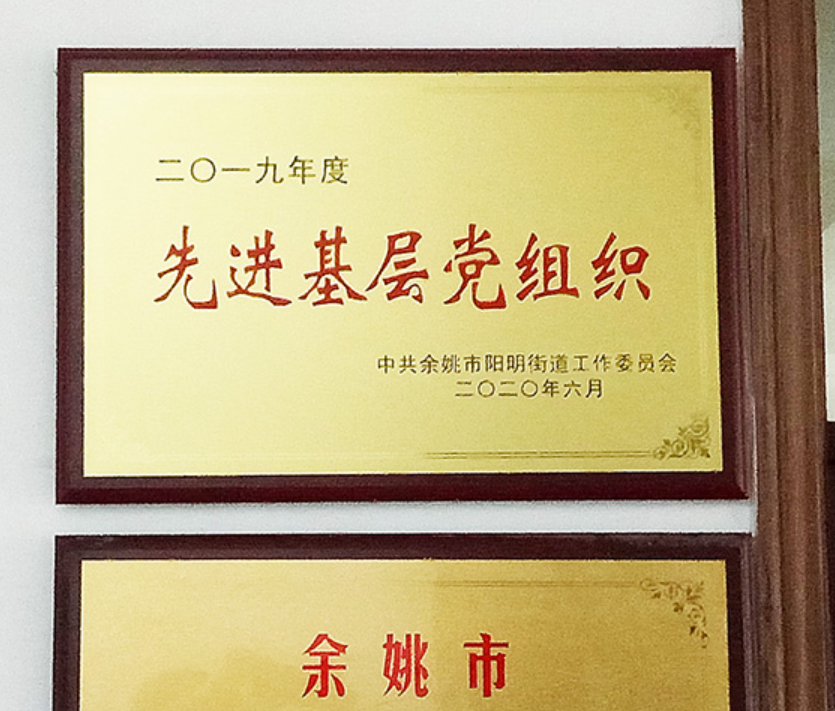 二〇一九年度
先进基层党组织
中共余姚市阳明街道工作委员会
二〇二〇年六月
余姚市